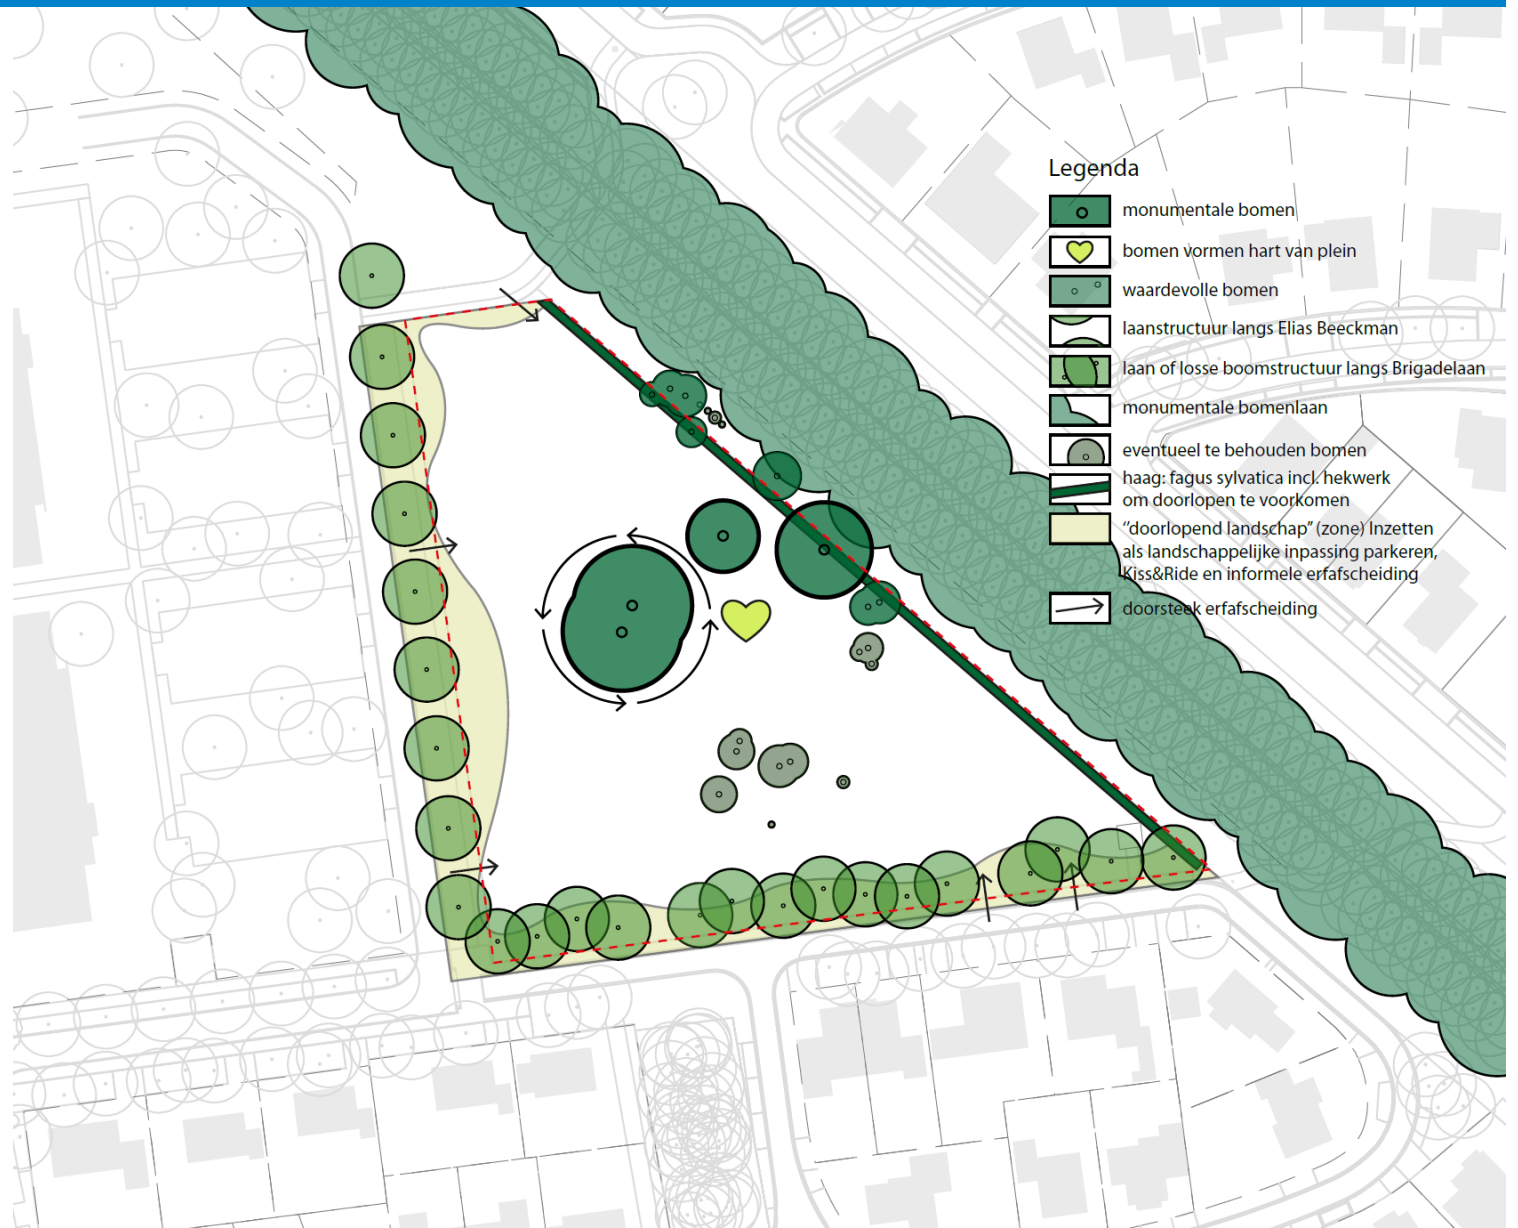 Legenda
monumentale bomen
bomen vormen hart van plein
waardevolle bomen
laanstructuur langs Elias Beeckman
laan of losse boomstructuur langs Brigadelaan
monumentale bomenlaan
eventueel te behouden bomen
haag: fagus sylvatica incl. hekwerk
om doorlopen te voorkomen
“doorlopend landschap” (zone) Inzetten
als landschappelijke inpassing parkeren,
Kiss&Ride en informele erfafscheiding
doorsteek erfafscheiding